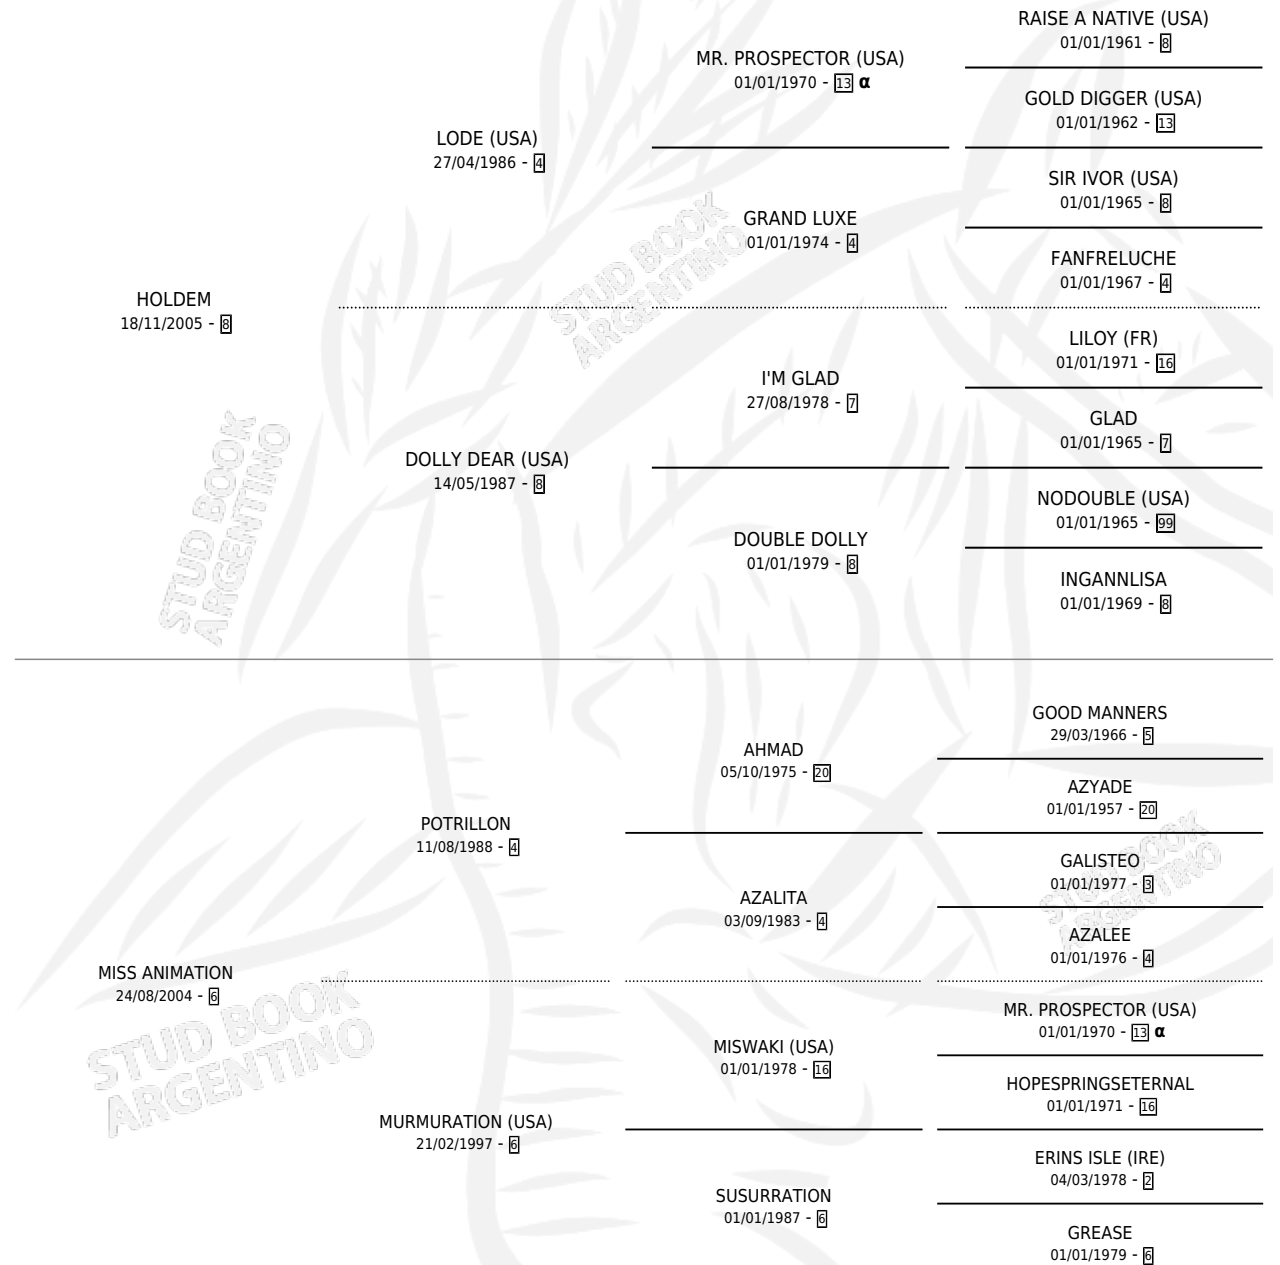 RAISE A NATIVE (USA)
01/01/1961 - 8
MR. PROSPECTOR (USA)
01/01/1970 - 13 α
GOLD DIGGER (USA)
01/01/1962 - 13
LODE (USA)
27/04/1986 - 4
SIR IVOR (USA)
01/01/1965 - 8
GRAND LUXE
01/01/1974 - 4
FANFRELUCHE
01/01/1967 - 4
HOLDEM
18/11/2005 - 8
STUD BOOK
ARGENTINO
LILOY (FR)
01/01/1971 - 16
I'M GLAD
27/08/1978 - 7
GLAD
01/01/1965 - 7
DOLLY DEAR (USA)
14/05/1987 - 8
STUD BOOK
ARGENTINO
NODOUBLE (USA)
01/01/1965 - 99
DOUBLE DOLLY
01/01/1979 - 8
INGANNLISA
01/01/1969 - 8
GOOD MANNERS
29/03/1966 - 5
AHMAD
05/10/1975 - 20
AZYADE
01/01/1957 - 20
POTRILLON
11/08/1988 - 4
GALISTEO
01/01/1977 - 3
STUD BOOK
ARGENTINO
AZALITA
03/09/1983 - 4
AZALEE
01/01/1976 - 4
MISS ANIMATION
24/08/2004 - 6
STUD BOOK
ARGENTINO
MR. PROSPECTOR (USA)
01/01/1970 - 13 α
MISWAKI (USA)
01/01/1978 - 16
HOPESPRINGSETERNAL
01/01/1971 - 16
MURMURATION (USA)
21/02/1997 - 6
ERINS ISLE (IRE)
04/03/1978 - 2
SUSURRATION
01/01/1987 - 6
GREASE
01/01/1979 - 6